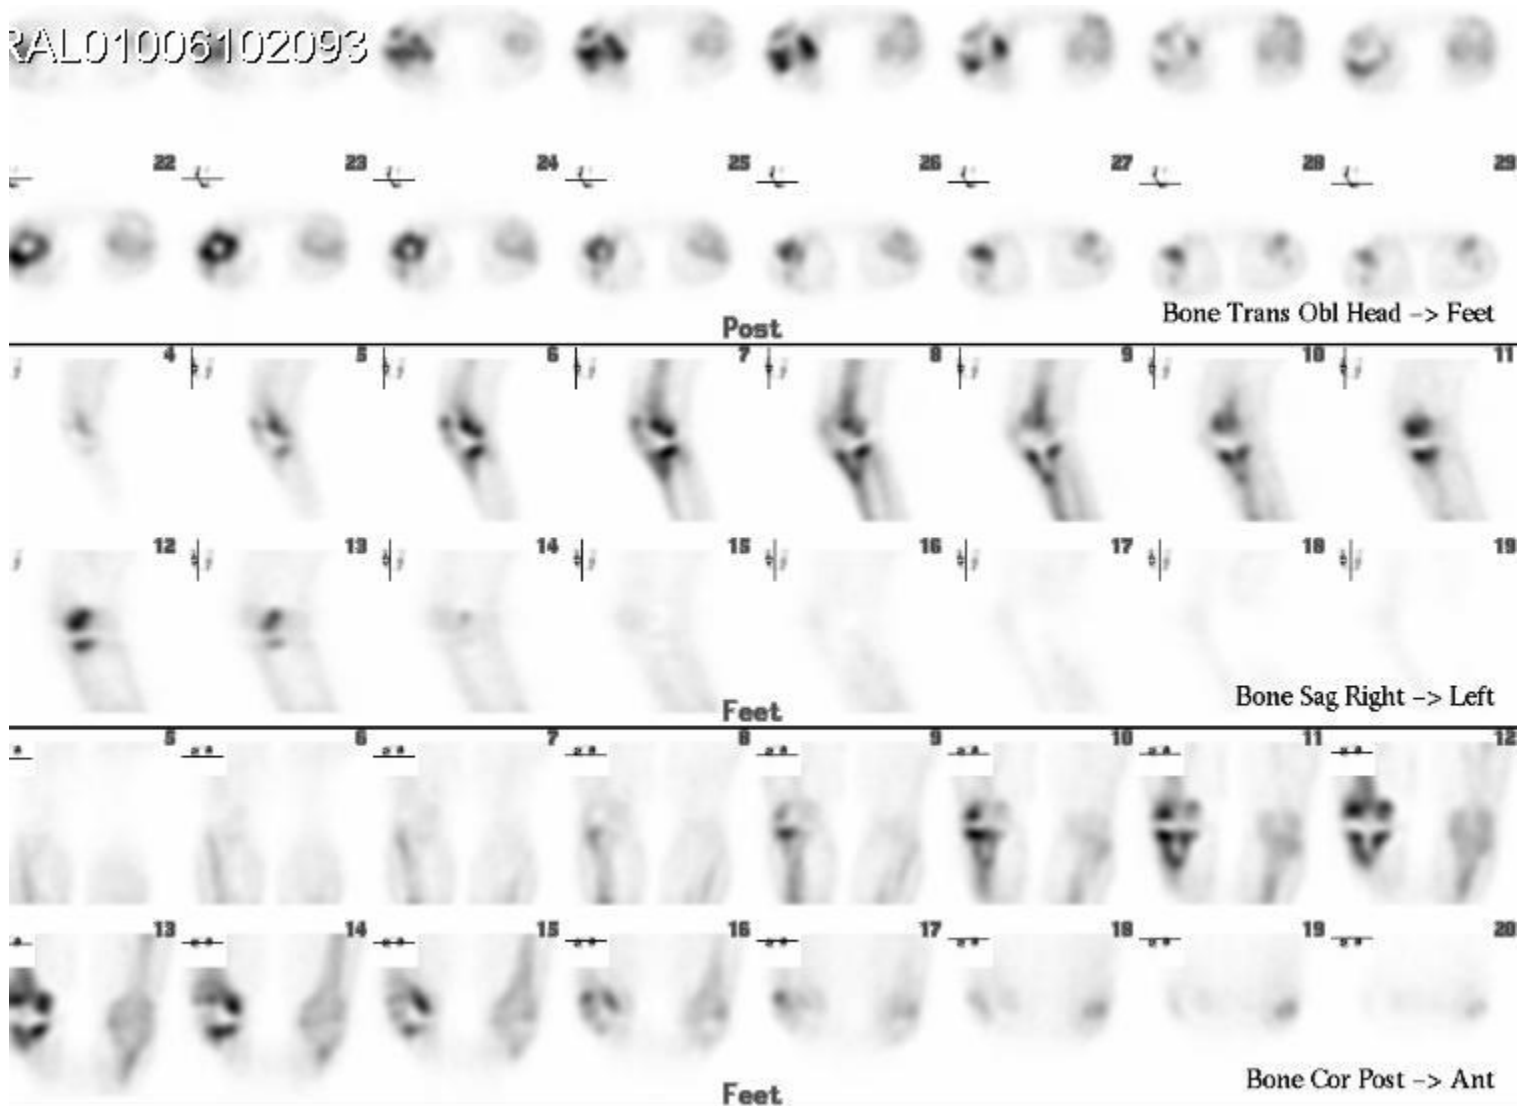 RAL01006102093
22 23 24 25 26 27 28 29
Post
Bone Trans Obl Head -> Feet
4 5 6 7 8 9 10 11
12 13 14 15 16 17 18 19
Bone Sag Right -> Left
Feet
5 6 7 8 9 10 11 12
13 14 15 16 17 18 19 20
Bone Cor Post -> Ant
Feet